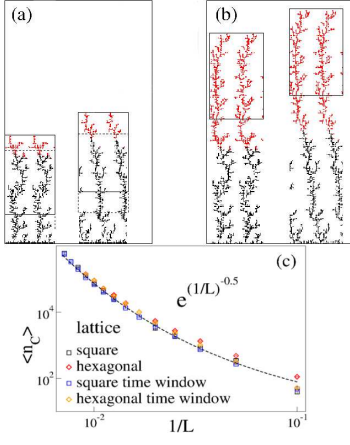 (a)
(b)
(c)
e^{(1/L)^{-0.5}}
10^4
10^2
<n_C>
lattice
square
hexagonal
square time window
hexagonal time window
10^{-2}
10^{-1}
1/L